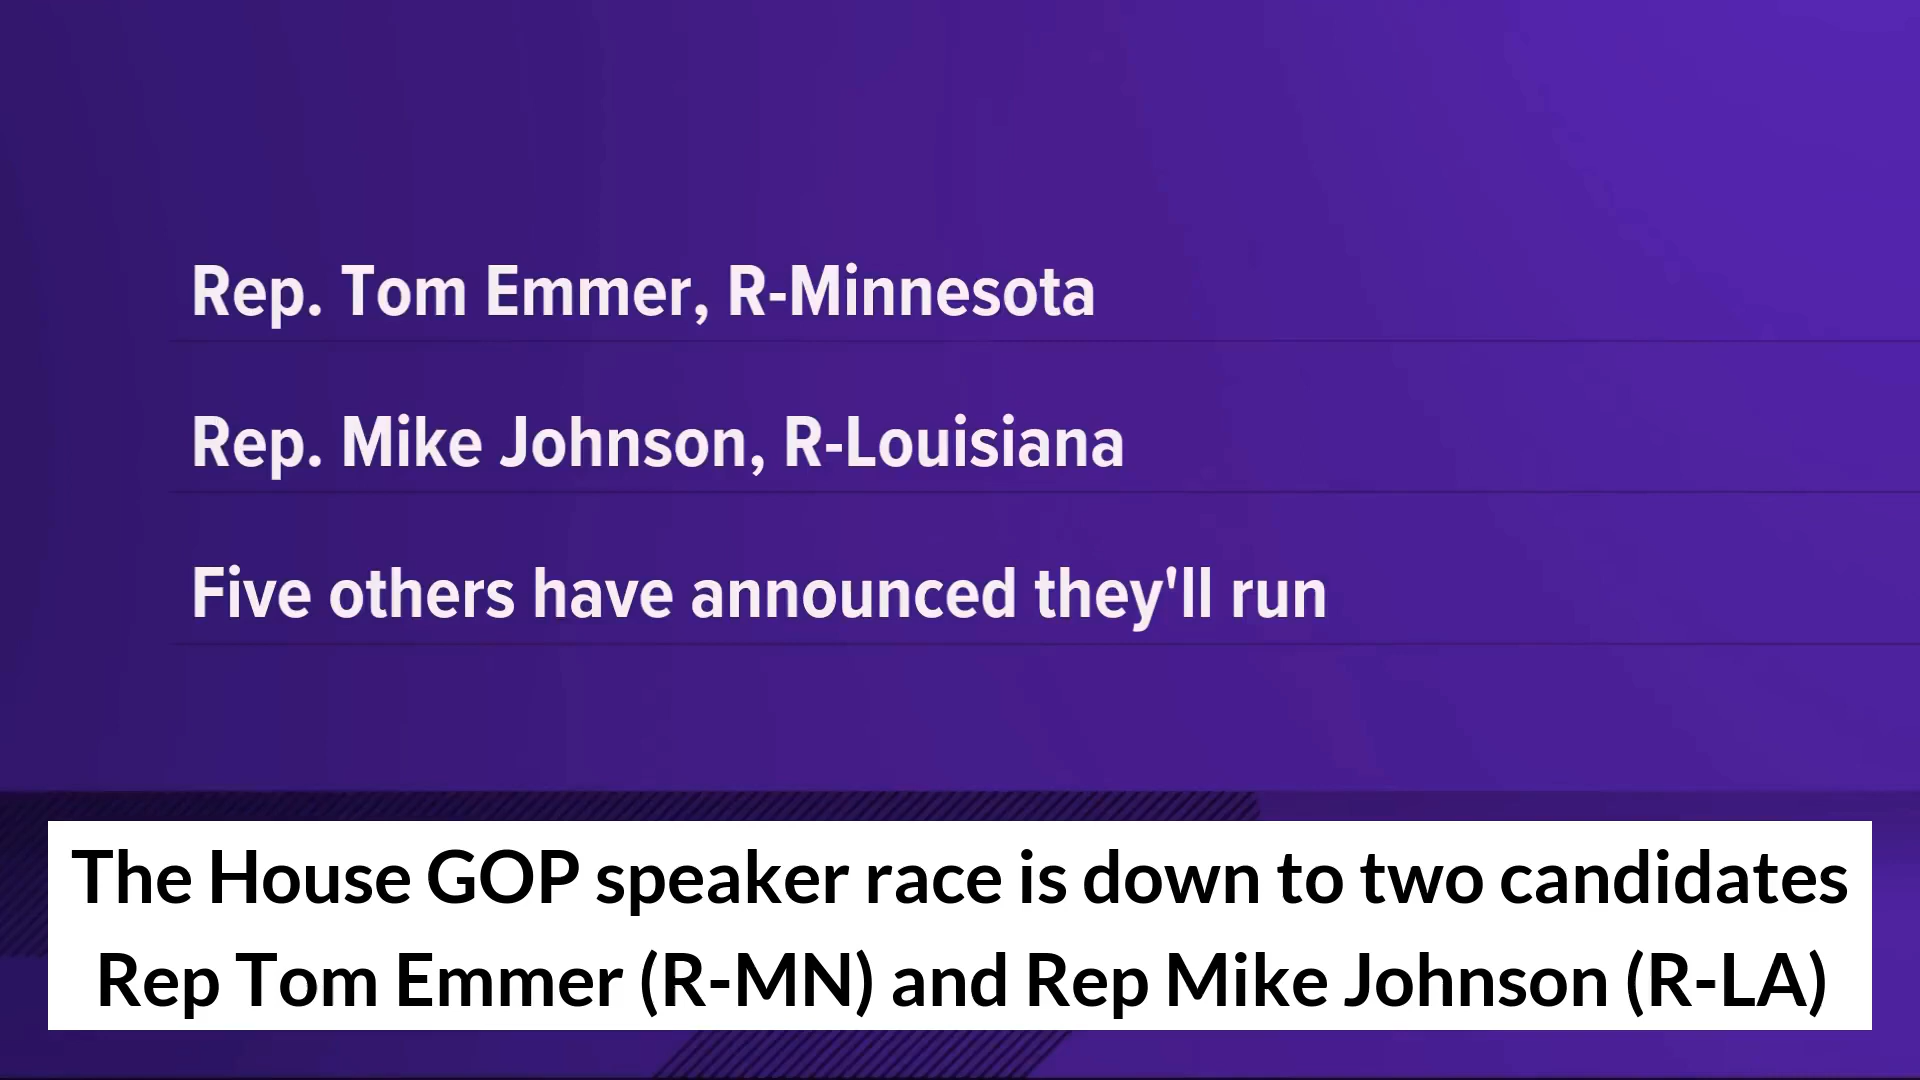 Rep. Tom Emmer, R-Minnesota
Rep. Mike Johnson, R-Louisiana
Five others have announced they'll run
The House GOP speaker race is down to two candidates
Rep Tom Emmer (R-MN) and Rep Mike Johnson (R-LA)